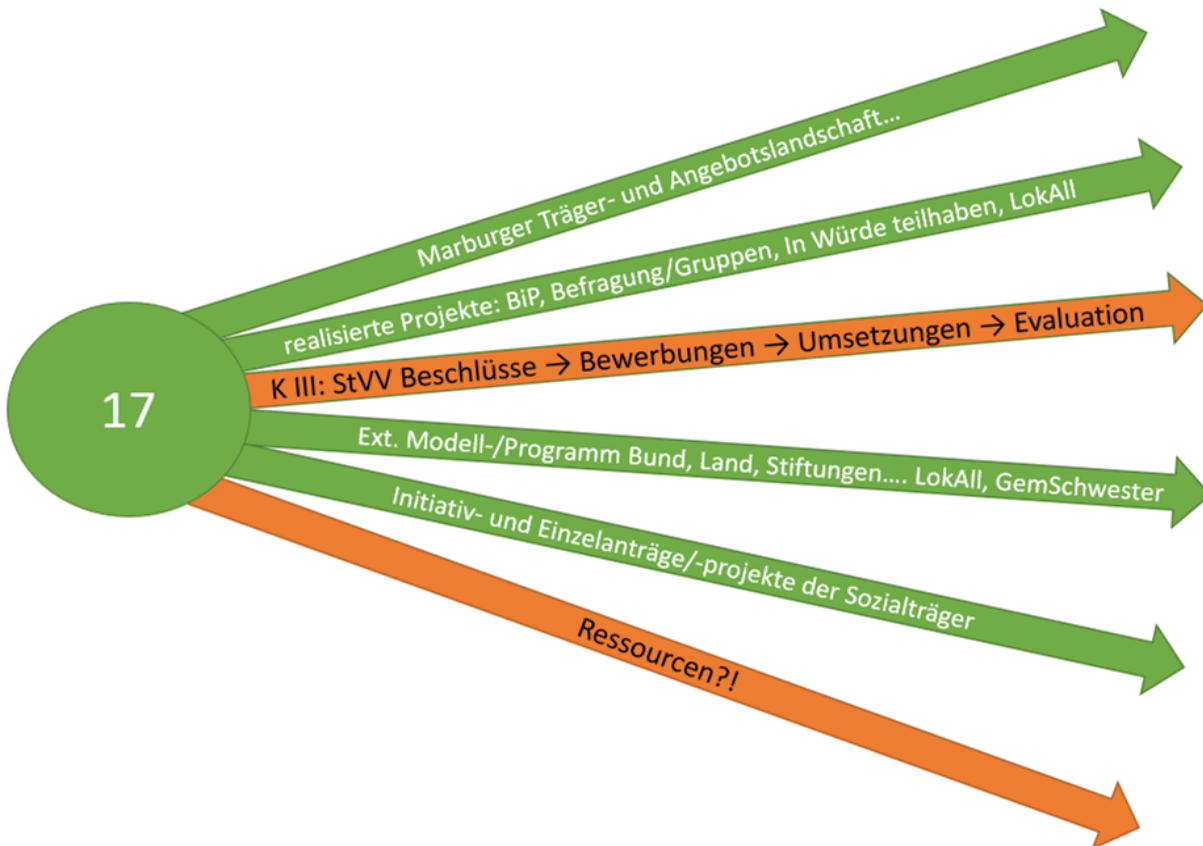 Marburger Träger- und Angebotslandschaft...
realisierte Projekte: BiP, Befragung/Gruppen, In Würde teilhaben, LokAll
K III: StVV Beschlüsse → Bewerbungen → Umsetzungen → Evaluation
17
Ext. Modell-/Programm Bund, Land, Stiftungen.... LokAll, GemSchwester
Initiativ- und Einzelanträge/-projekte der Sozialträger
Ressourcen?!